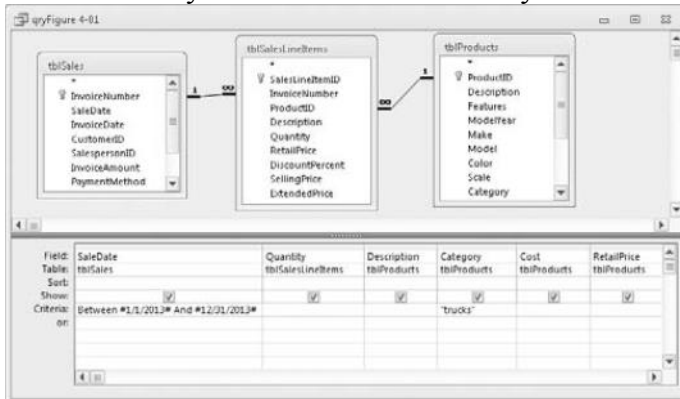 qryFigure 4-01
tblSales
*
InvoiceNumber
SaleDate
InvoiceDate
CustomerID
SalespersonID
InvoiceAmount
PaymentMethod
1
∞
tblSalesLineItems
*
SalesLineItemID
InvoiceNumber
ProductID
Description
Quantity
RetailPrice
DiscountPercent
SellingPrice
ExtendedPrice
∞
1
tblProducts
*
ProductID
Description
Features
ModelYear
Make
Model
Color
Scale
Category
Field: SaleDate Quantity Description Category Cost RetailPrice
Table: tblSales tblSalesLineItems tblProducts tblProducts tblProducts tblProducts
Sort:
Show:
Criteria: Between #1/1/2013# And #12/31/2013# "trucks"
or: